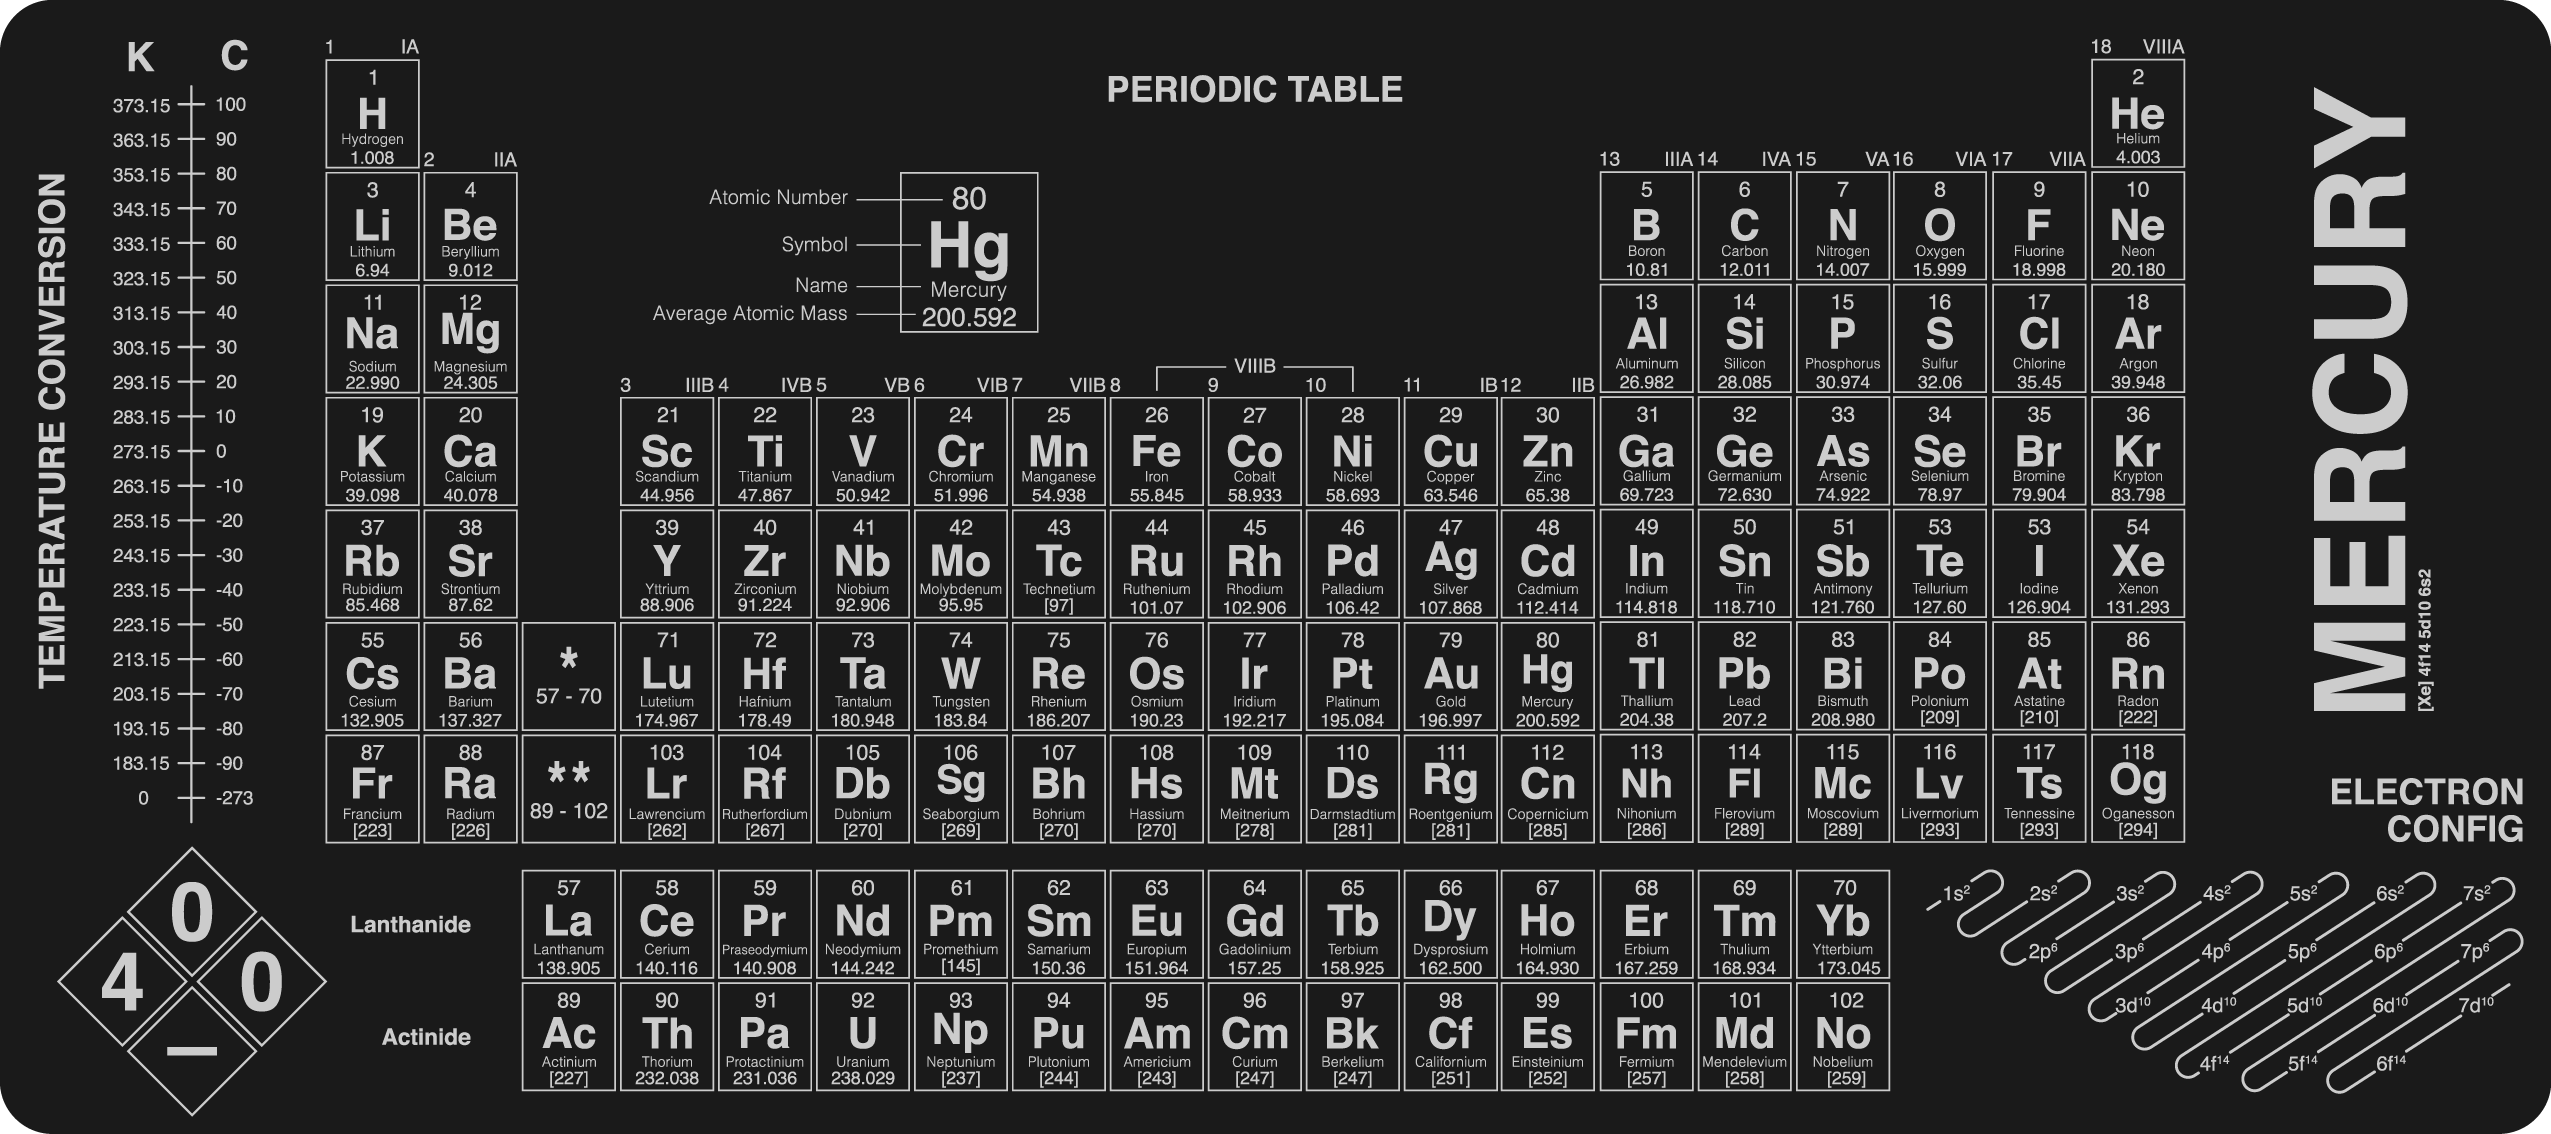 TEMPERATURE CONVERSION
K C
373.15 100
363.15 90
353.15 80
343.15 70
333.15 60
323.15 50
313.15 40
303.15 30
293.15 20
283.15 10
273.15 0
263.15 -10
253.15 -20
243.15 -30
233.15 -40
223.15 -50
213.15 -60
203.15 -70
193.15 -80
183.15 -90
0 -273
0
4 0
—
PERIODIC TABLE
Atomic Number 80
Symbol Hg
Name Mercury
Average Atomic Mass 200.592
1 IA 18 VIIIA
1 2
H He
Hydrogen Helium
1.008 4.003
2 IIA 13 IIIA 14 IVA 15 VA 16 VIA 17 VIIA
3 4 5 6 7 8 9 10
Li Be B C N O F Ne
Lithium Beryllium Boron Carbon Nitrogen Oxygen Fluorine Neon
6.94 9.012 10.81 12.011 14.007 15.999 18.998 20.180
11 12 13 14 15 16 17 18
Na Mg Al Si P S Cl Ar
Sodium Magnesium Aluminum Silicon Phosphorus Sulfur Chlorine Argon
22.990 24.305 26.982 28.085 30.974 32.06 35.45 39.948
VIIIB
3 IIIB 4 IVB 5 VB 6 VIB 7 VIIB 8 9 10 11 IB 12 IIB
19 20 21 22 23 24 25 26 27 28 29 30 31 32 33 34 35 36
K Ca Sc Ti V Cr Mn Fe Co Ni Cu Zn Ga Ge As Se Br Kr
Potassium Calcium Scandium Titanium Vanadium Chromium Manganese Iron Cobalt Nickel Copper Zinc Gallium Germanium Arsenic Selenium Bromine Krypton
39.098 40.078 44.956 47.867 50.942 51.996 54.938 55.845 58.933 58.693 63.546 65.38 69.723 72.630 74.922 78.97 79.904 83.798
37 38 39 40 41 42 43 44 45 46 47 48 49 50 51 53 53 54
Rb Sr Y Zr Nb Mo Tc Ru Rh Pd Ag Cd In Sn Sb Te I Xe
Rubidium Strontium Yttrium Zirconium Niobium Molybdenum Technetium Ruthenium Rhodium Palladium Silver Cadmium Indium Tin Antimony Tellurium Iodine Xenon
85.468 87.62 88.906 91.224 92.906 95.95 [97] 101.07 102.906 106.42 107.868 112.414 114.818 118.710 121.760 127.60 126.904 131.293
55 56 * 71 72 73 74 75 76 77 78 79 80 81 82 83 84 85 86
Cs Ba 57 - 70 Lu Hf Ta W Re Os Ir Pt Au Hg Tl Pb Bi Po At Rn
Cesium Barium Lutetium Hafnium Tantalum Tungsten Rhenium Osmium Iridium Platinum Gold Mercury Thallium Lead Bismuth Polonium Astatine Radon
132.905 137.327 174.967 178.49 180.948 183.84 186.207 190.23 192.217 195.084 196.997 200.592 204.38 207.2 208.980 [209] [210] [222]
87 88 ** 103 104 105 106 107 108 109 110 111 112 113 114 115 116 117 118
Fr Ra 89 - 102 Lr Rf Db Sg Bh Hs Mt Ds Rg Cn Nh Fl Mc Lv Ts Og
Francium Radium Lawrencium Rutherfordium Dubnium Seaborgium Bohrium Hassium Meitnerium Darmstadtium Roentgenium Copernicium Nihonium Flerovium Moscovium Livermorium Tennessine Oganesson
[223] [226] [262] [267] [270] [269] [270] [270] [278] [281] [281] [285] [286] [289] [289] [293] [293] [294]
Lanthanide
57 58 59 60 61 62 63 64 65 66 67 68 69 70
La Ce Pr Nd Pm Sm Eu Gd Tb Dy Ho Er Tm Yb
Lanthanum Cerium Praseodymium Neodymium Promethium Samarium Europium Gadolinium Terbium Dysprosium Holmium Erbium Thulium Ytterbium
138.905 140.116 140.908 144.242 [145] 150.36 151.964 157.25 158.925 162.500 164.930 167.259 168.934 173.045
Actinide
89 90 91 92 93 94 95 96 97 98 99 100 101 102
Ac Th Pa U Np Pu Am Cm Bk Cf Es Fm Md No
Actinium Thorium Protactinium Uranium Neptunium Plutonium Americium Curium Berkelium Californium Einsteinium Fermium Mendelevium Nobelium
[227] 232.038 231.036 238.029 [237] [244] [243] [247] [247] [251] [252] [257] [258] [259]
MERCURY
[Xe] 4f14 5d10 6s2
ELECTRON
CONFIG
1s² 2s² 3s² 4s² 5s² 6s² 7s²
2p⁶ 3p⁶ 4p⁶ 5p⁶ 6p⁶ 7p⁶
3d¹⁰ 4d¹⁰ 5d¹⁰ 6d¹⁰ 7d¹⁰
4f¹⁴ 5f¹⁴ 6f¹⁴